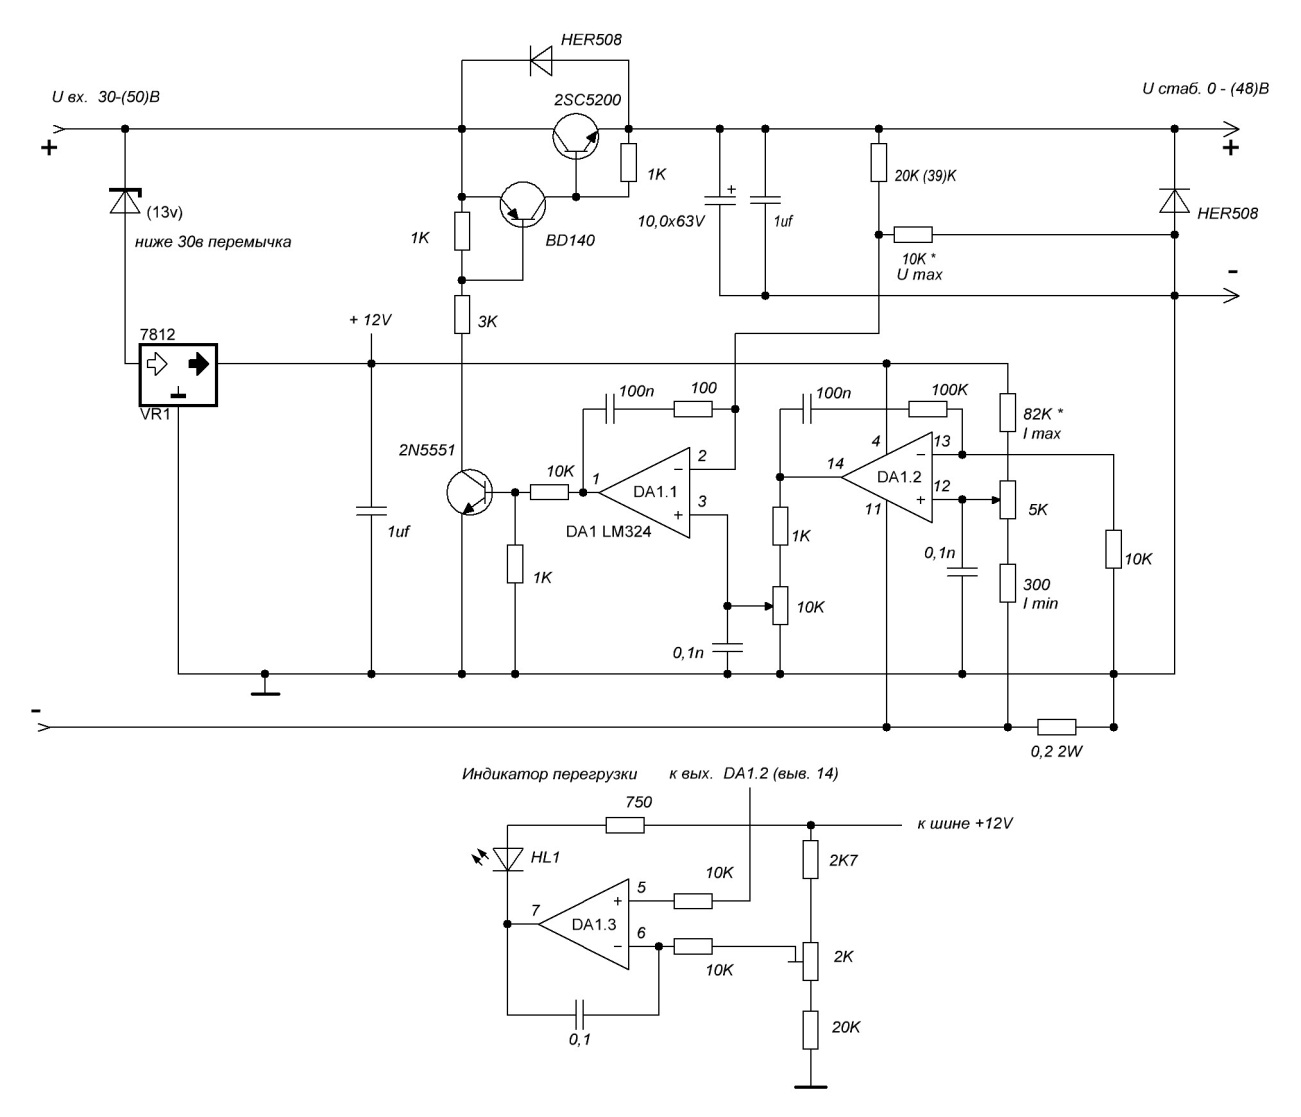 HER508
U вх.  30-(50)В
2SC5200
U стаб. 0 - (48)В
+
+
1K
20K (39)K
(13v)
+
10,0x63V
1uf
HER508
ниже 30в перемычка
1K
BD140
10K *
U max
-
+ 12V
3K
7812
VR1
100n
100
100n
100K
82K *
I max
2N5551
10K
1
2
−
DA1.1
3
+
DA1 LM324
4
13
−
14
DA1.2
12
+
11
5K
1uf
1K
1K
0,1n
10K
300
I min
10K
0,1n
-
0,2 2W
Индикатор перегрузки
к вых.  DA1.2 (выв. 14)
750
к шине +12V
HL1
2K7
10K
5
+
7
DA1.3
6
−
10K
2K
0,1
20K